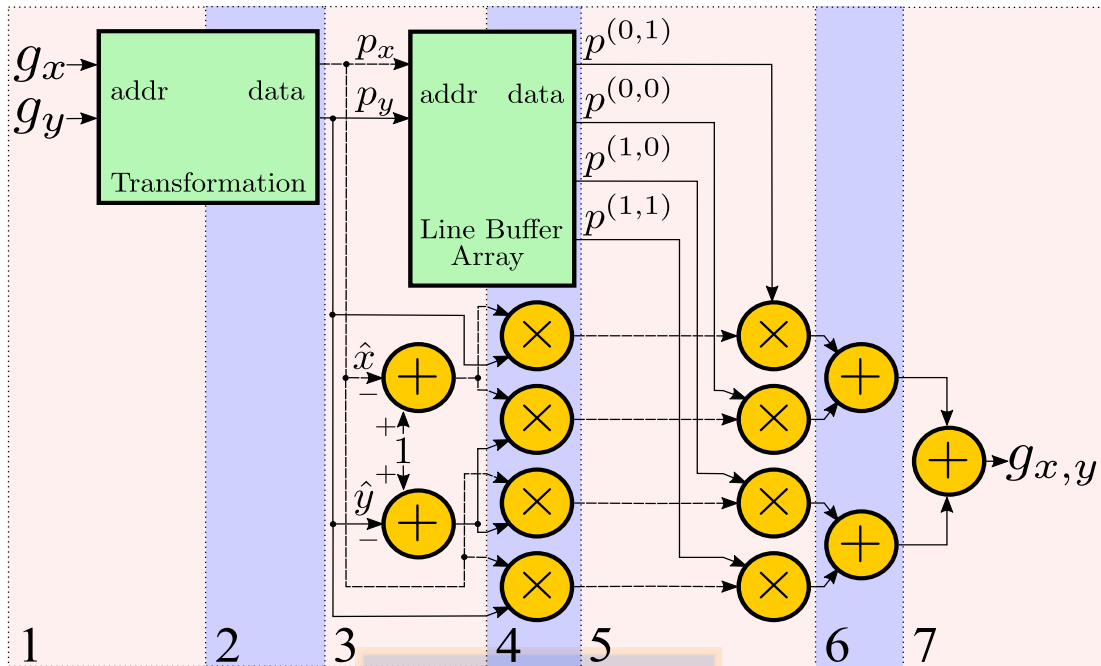 g_x
g_y
addr data
Transformation
p_x
p_y
addr data
Line Buffer
Array
p^(0,1)
p^(0,0)
p^(1,0)
p^(1,1)
x̂
−
+
1
+
ŷ
−
×
×
×
×
×
×
×
×
+
+
+
+
+
g_{x,y}
1 2 3 4 5 6 7